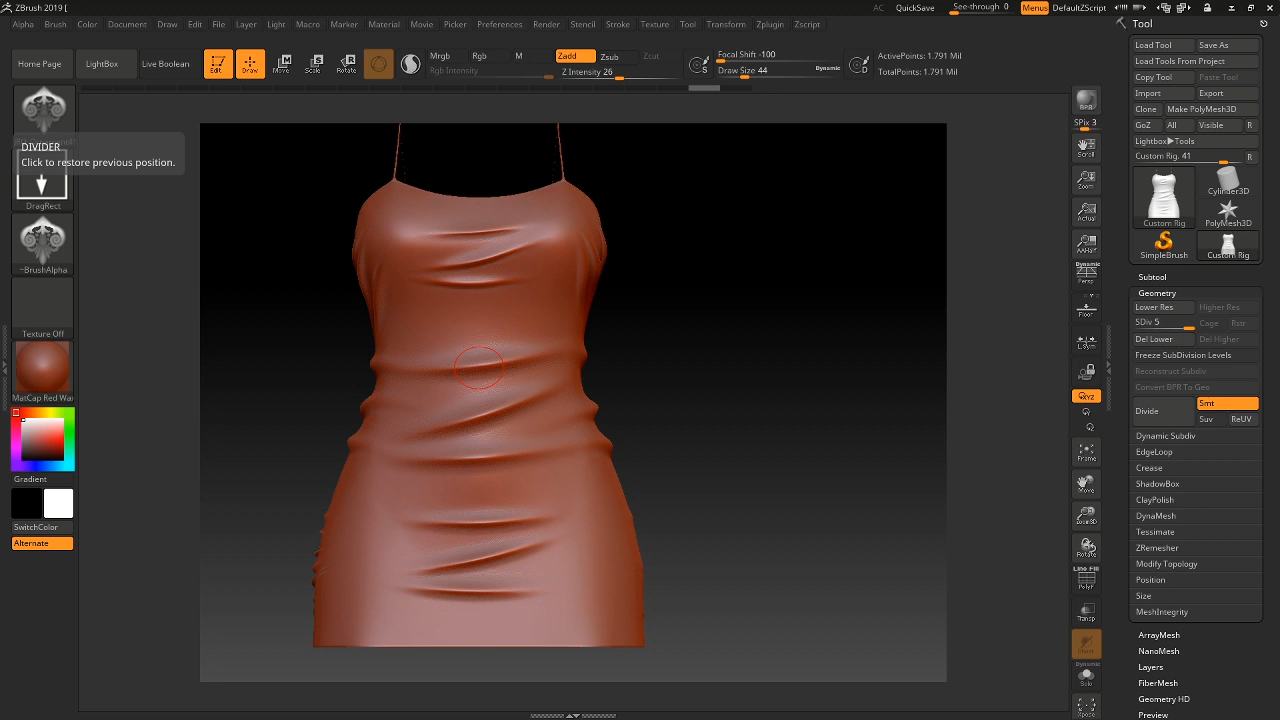 ZBrush 2019 [
AC QuickSave See-through 0 Menus DefaultZScript
Alpha Brush Color Document Draw Edit File Layer Light Macro Marker Material Movie Picker Preferences Render Stencil Stroke Texture Tool Transform Zplugin Zscript
Home Page LightBox Live Boolean Edit Draw Move Scale Rotate
Mrgb Rgb M Zadd Zsub Zcut
Rgb Intensity Z Intensity 26
S Focal Shift -100
Draw Size 44 Dynamic
D ActivePoints: 1.791 Mil
TotalPoints: 1.791 Mil
DIVIDER
Click to restore previous position.
DragRect
~BrushAlpha
Texture Off
MatCap Red Wax
Gradient
SwitchColor
Alternate
BPR
SPix 3
Scroll
Zoom
Actual
AAHalf
Dynamic
Persp
Floor
L.Sym
XYZ
Frame
Move
Zoom3D
Rotate
Line Fill
PolyF
Transp
Dynamic
Solo
Xpose
Tool
Load Tool Save As
Load Tools From Project
Copy Tool Paste Tool
Import Export
Clone Make PolyMesh3D
GoZ All Visible R
Lightbox▶Tools
Custom Rig. 41 R
Custom Rig Cylinder3D
PolyMesh3D
SimpleBrush Custom Rig
Subtool
Geometry
Lower Res Higher Res
SDiv 5 Cage Rstr
Del Lower Del Higher
Freeze SubDivision Levels
Reconstruct Subdiv
Convert BPR To Geo
Divide Smt
Suv ReUV
Dynamic Subdiv
EdgeLoop
Crease
ShadowBox
ClayPolish
DynaMesh
Tessimate
ZRemesher
Modify Topology
Position
Size
MeshIntegrity
ArrayMesh
NanoMesh
Layers
FiberMesh
Geometry HD
Preview